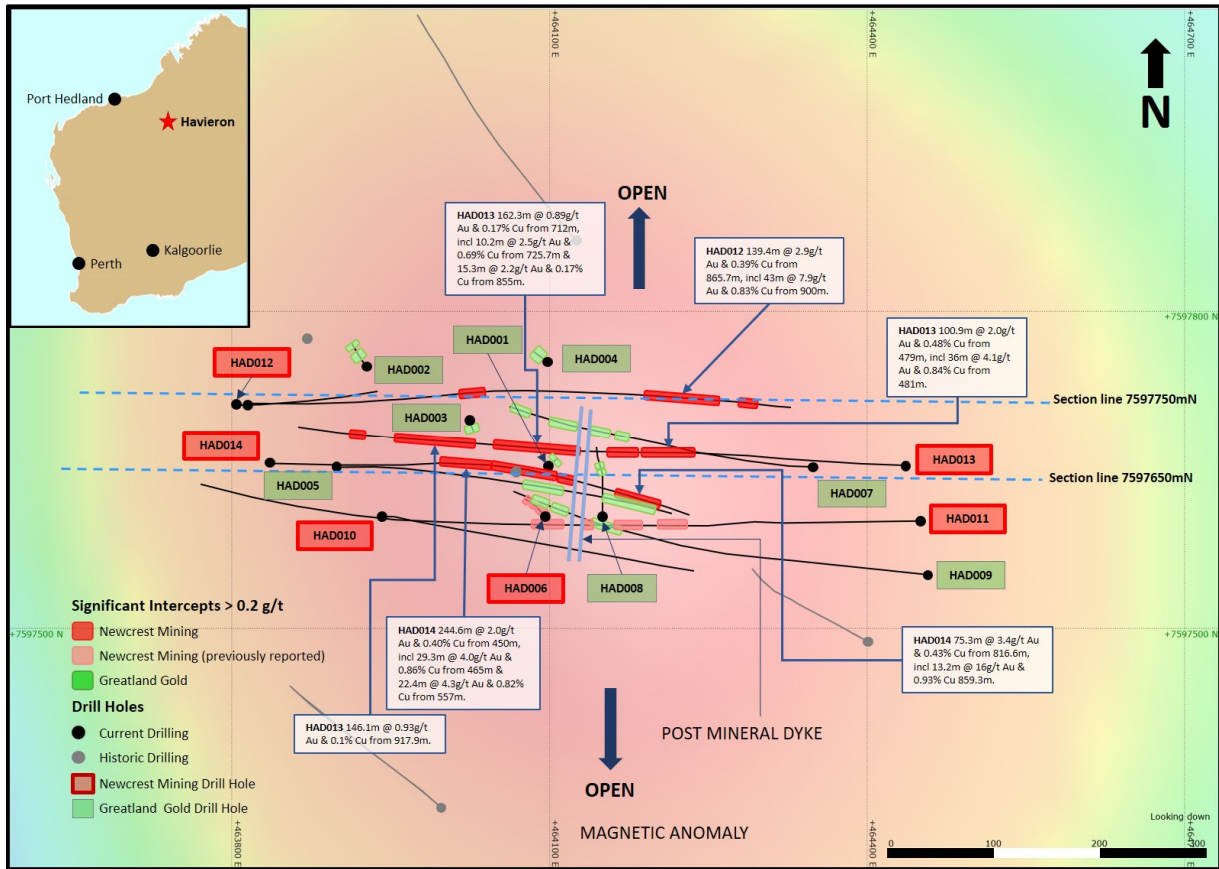 +464100 E
+464400 E
+464700 E
Port Hedland
Havieron
Kalgoorlie
Perth
N
OPEN
HAD013 162.3m @ 0.89g/t
Au & 0.17% Cu from 712m,
incl 10.2m @ 2.5g/t Au &
0.69% Cu from 725.7m &
15.3m @ 2.2g/t Au & 0.17%
Cu from 855m.
HAD012 139.4m @ 2.9g/t
Au & 0.39% Cu from
865.7m, incl 43m @ 7.9g/t
Au & 0.83% Cu from 900m.
+7597800 N
HAD013 100.9m @ 2.0g/t
Au & 0.48% Cu from
479m, incl 36m @ 4.1g/t
Au & 0.84% Cu from
481m.
HAD001
HAD004
HAD012
HAD002
Section line 7597750mN
HAD003
HAD014
HAD013
Section line 7597650mN
HAD005
HAD007
HAD010
HAD011
HAD006
HAD008
HAD009
Significant Intercepts > 0.2 g/t
Newcrest Mining
Newcrest Mining (previously reported)
Greatland Gold
Drill Holes
Current Drilling
Historic Drilling
Newcrest Mining Drill Hole
Greatland Gold Drill Hole
+7597500 N
+7597500 N
HAD014 244.6m @ 2.0g/t
Au & 0.40% Cu from 450m,
incl 29.3m @ 4.0g/t Au &
0.86% Cu from 465m &
22.4m @ 4.3g/t Au & 0.82%
Cu from 557m.
HAD014 75.3m @ 3.4g/t Au
& 0.43% Cu from 816.6m,
incl 13.2m @ 16g/t Au &
0.93% Cu 859.3m.
HAD013 146.1m @ 0.93g/t
Au & 0.1% Cu from 917.9m.
POST MINERAL DYKE
OPEN
MAGNETIC ANOMALY
Looking down
0 100 200 300
+463800 E
+464100 E
+464400 E
+464700 E